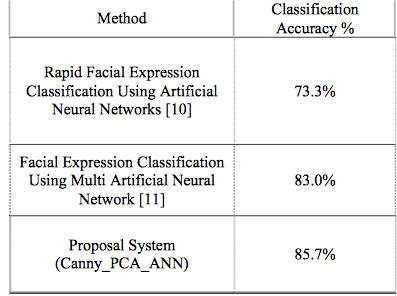 Method
Classification
Accuracy %
Rapid Facial Expression
Classification Using Artificial
Neural Networks [10]
73.3%
Facial Expression Classification
Using Multi Artificial Neural
Network [11]
83.0%
Proposal System
(Canny_PCA_ANN)
85.7%